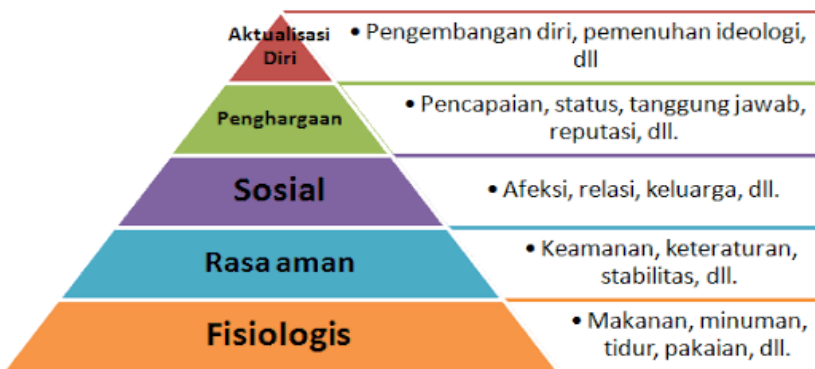 Aktualisasi
Diri
• Pengembangan diri, pemenuhan ideologi,
dll
Penghargaan
• Pencapaian, status, tanggung jawab,
reputasi, dll.
Sosial
• Afeksi, relasi, keluarga, dll.
Rasa aman
• Keamanan, keteraturan,
stabilitas, dll.
Fisiologis
• Makanan, minuman,
tidur, pakaian, dll.